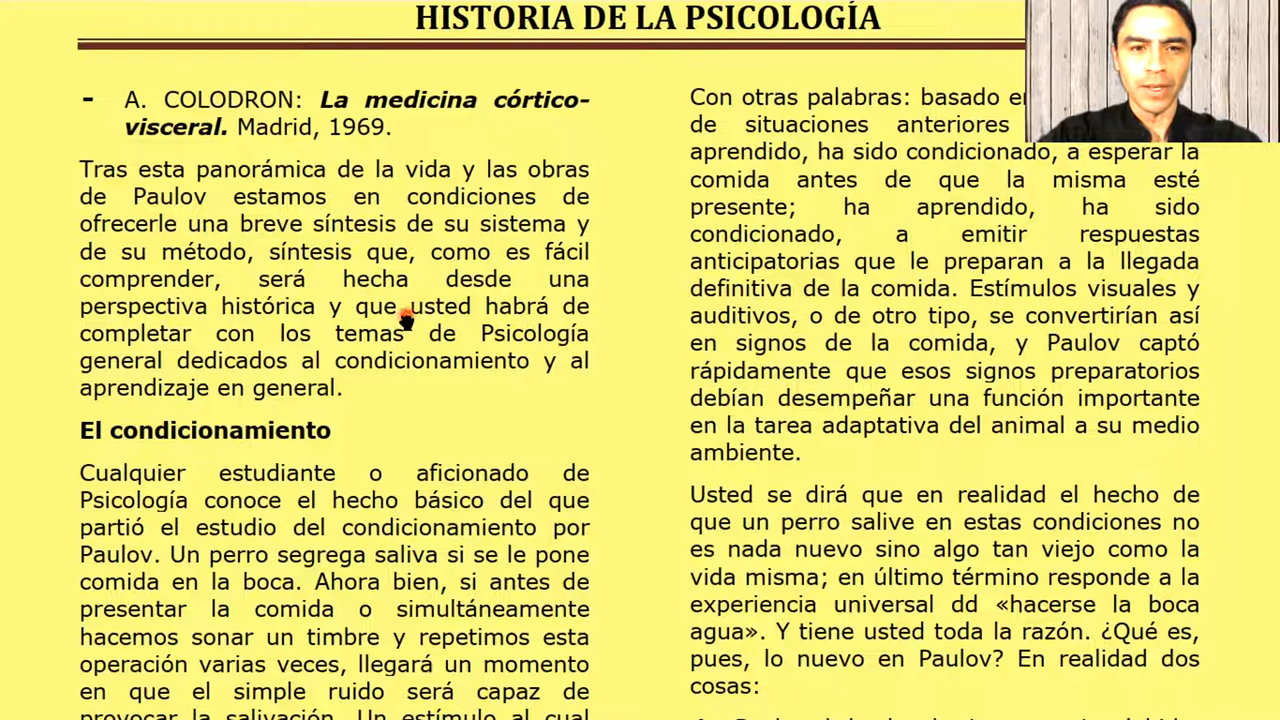 HISTORIA DE LA PSICOLOGÍA
- A. COLODRON: La medicina córtico-
visceral. Madrid, 1969.
Tras esta panorámica de la vida y las obras
de Paulov estamos en condiciones de
ofrecerle una breve síntesis de su sistema y
de su método, síntesis que, como es fácil
comprender, será hecha desde una
perspectiva histórica y que usted habrá de
completar con los temas de Psicología
general dedicados al condicionamiento y al
aprendizaje en general.
El condicionamiento
Cualquier estudiante o aficionado de
Psicología conoce el hecho básico del que
partió el estudio del condicionamiento por
Paulov. Un perro segrega saliva si se le pone
comida en la boca. Ahora bien, si antes de
presentar la comida o simultáneamente
hacemos sonar un timbre y repetimos esta
operación varias veces, llegará un momento
en que el simple ruido será capaz de
provocar la salivación. Un estímulo al cual
Con otras palabras: basado
de situaciones anteriores
aprendido, ha sido condicionado, a esperar la
comida antes de que la misma esté
presente; ha aprendido, ha sido
condicionado, a emitir respuestas
anticipatorias que le preparan a la llegada
definitiva de la comida. Estímulos visuales y
auditivos, o de otro tipo, se convertirían así
en signos de la comida, y Paulov captó
rápidamente que esos signos preparatorios
debían desempeñar una función importante
en la tarea adaptativa del animal a su medio
ambiente.
Usted se dirá que en realidad el hecho de
que un perro salive en estas condiciones no
es nada nuevo sino algo tan viejo como la
vida misma; en último término responde a la
experiencia universal dd «hacerse la boca
agua». Y tiene usted toda la razón. ¿Qué es,
pues, lo nuevo en Paulov? En realidad dos
cosas: